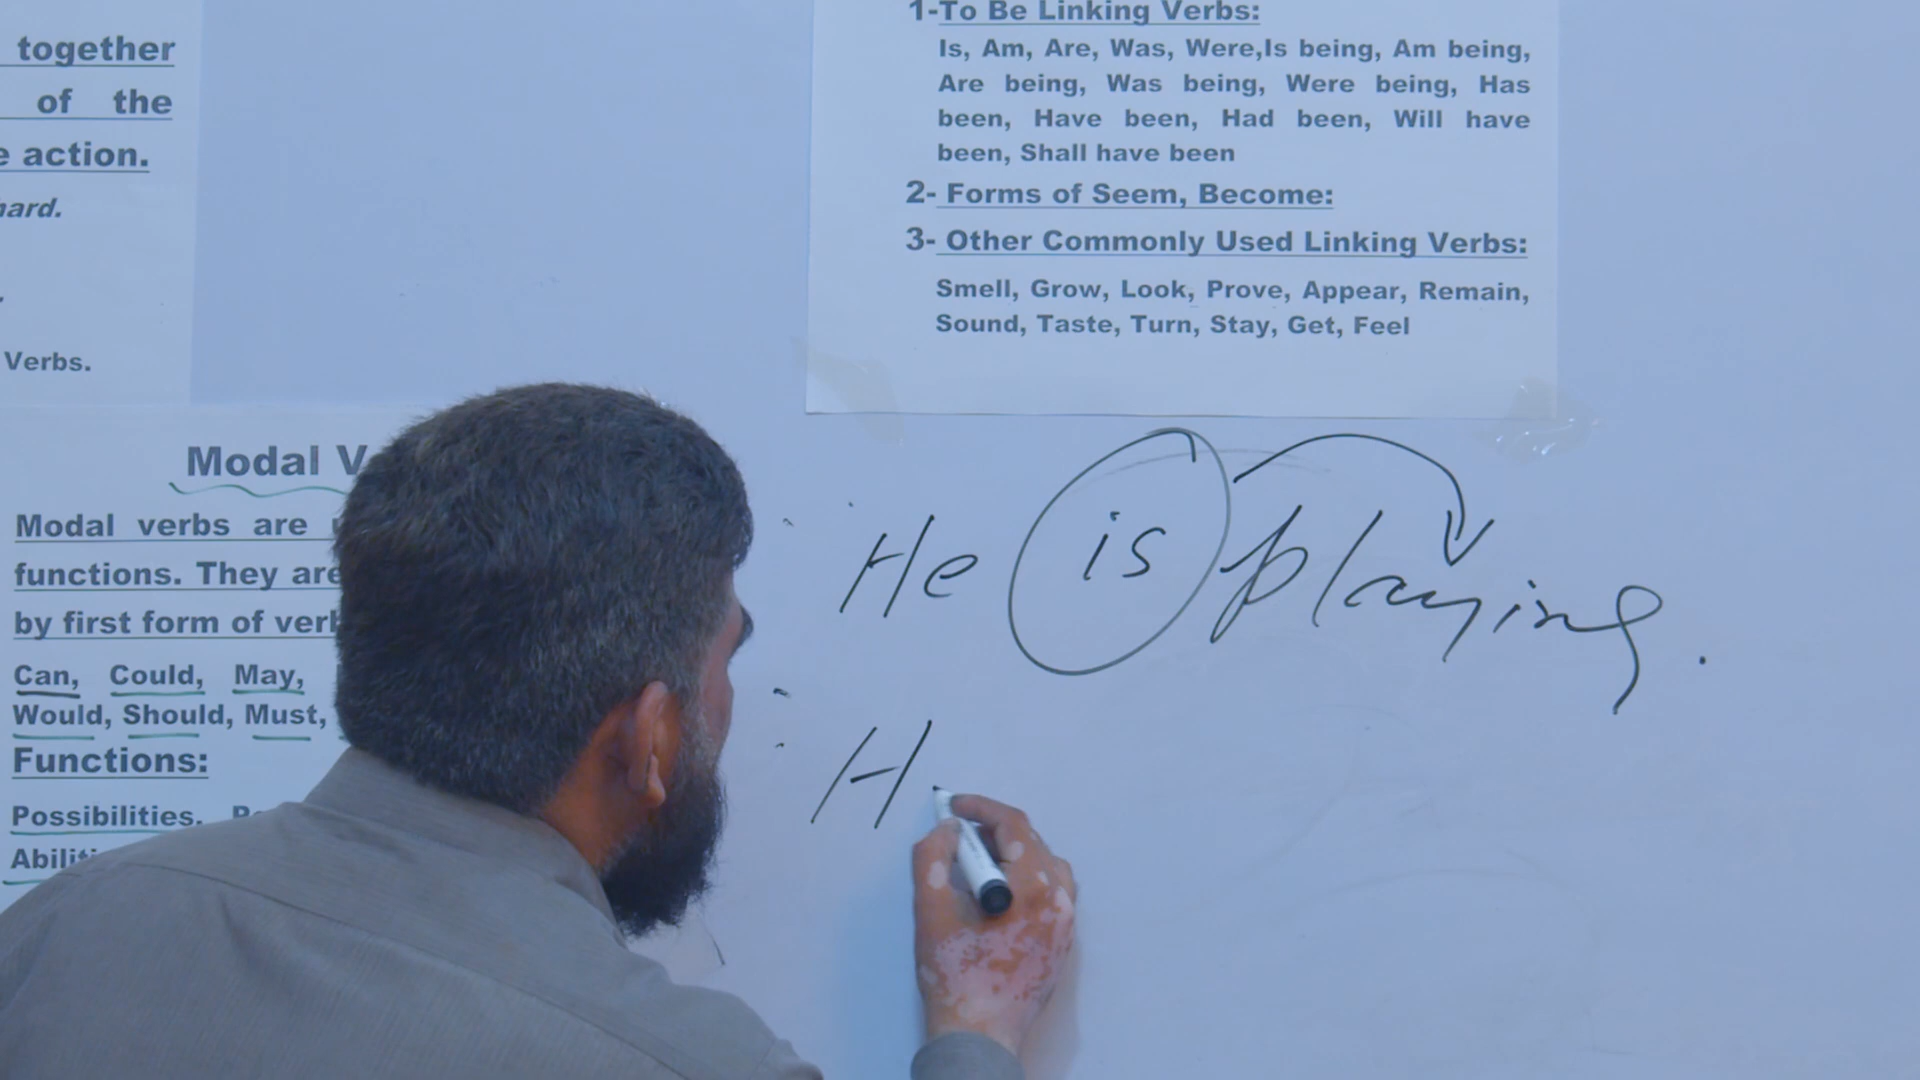 together
of the
action.
hard.
Verbs.
Modal
Modal verbs are
functions. They are
by first form of
Can, Could, May,
Would, Should, Must,
Functions:
Possibilities.
1-To Be Linking Verbs:
Is, Am, Are, Was, Were,Is being, Am being,
Are being, Was being, Were being, Has
been, Have been, Had been, Will have
been, Shall have been
2- Forms of Seem, Become:
3- Other Commonly Used Linking Verbs:
Smell, Grow, Look, Prove, Appear, Remain,
Sound, Taste, Turn, Stay, Get, Feel
He is playing.
H